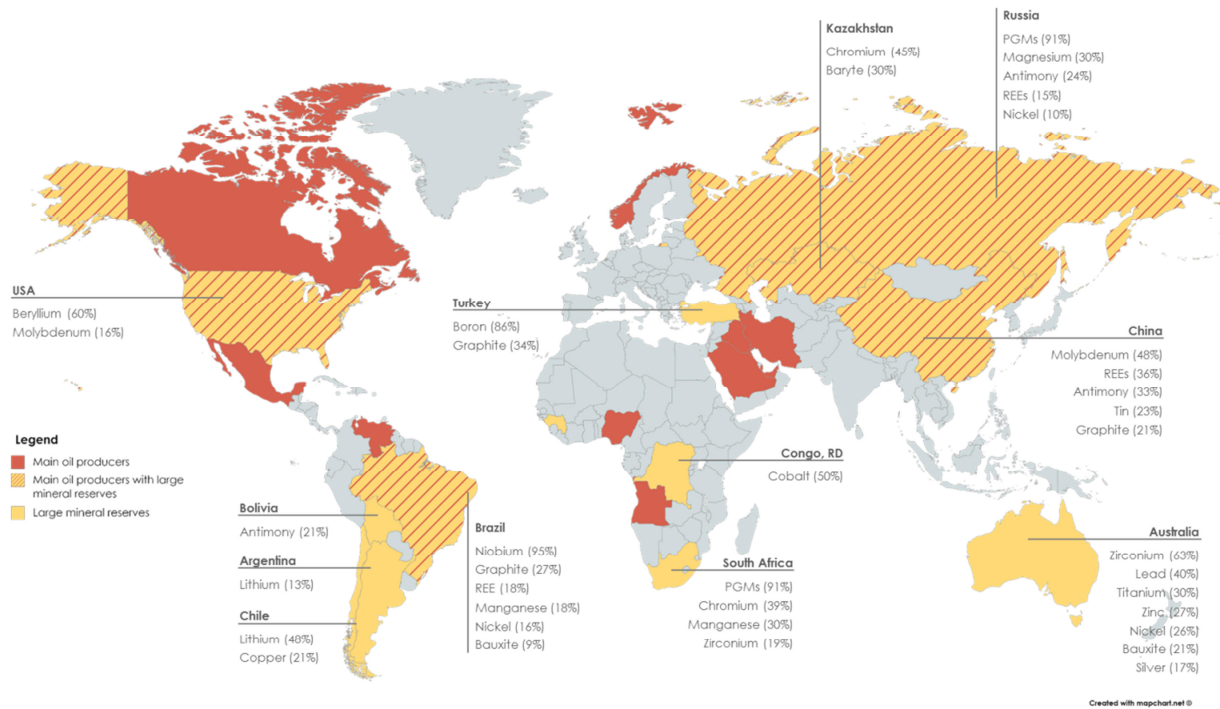 Kazakhstan
Chromium (45%)
Baryte (30%)
Russia
PGMs (91%)
Magnesium (30%)
Antimony (24%)
REEs (15%)
Nickel (10%)
USA
Beryllium (60%)
Molybdenum (16%)
Turkey
Boron (86%)
Graphite (34%)
China
Molybdenum (48%)
REEs (36%)
Antimony (33%)
Tin (23%)
Graphite (21%)
Legend
Main oil producers
Main oil producers with large
mineral reserves
Large mineral reserves
Congo, RD
Cobalt (50%)
Bolivia
Antimony (21%)
Argentina
Lithium (13%)
Chile
Lithium (48%)
Copper (21%)
Brazil
Niobium (95%)
Graphite (27%)
REE (18%)
Manganese (18%)
Nickel (16%)
Bauxite (9%)
South Africa
PGMs (91%)
Chromium (39%)
Manganese (30%)
Zirconium (19%)
Australia
Zirconium (63%)
Lead (40%)
Titanium (30%)
Zinc (27%)
Nickel (26%)
Bauxite (21%)
Silver (17%)
Created with mapchart.net ©